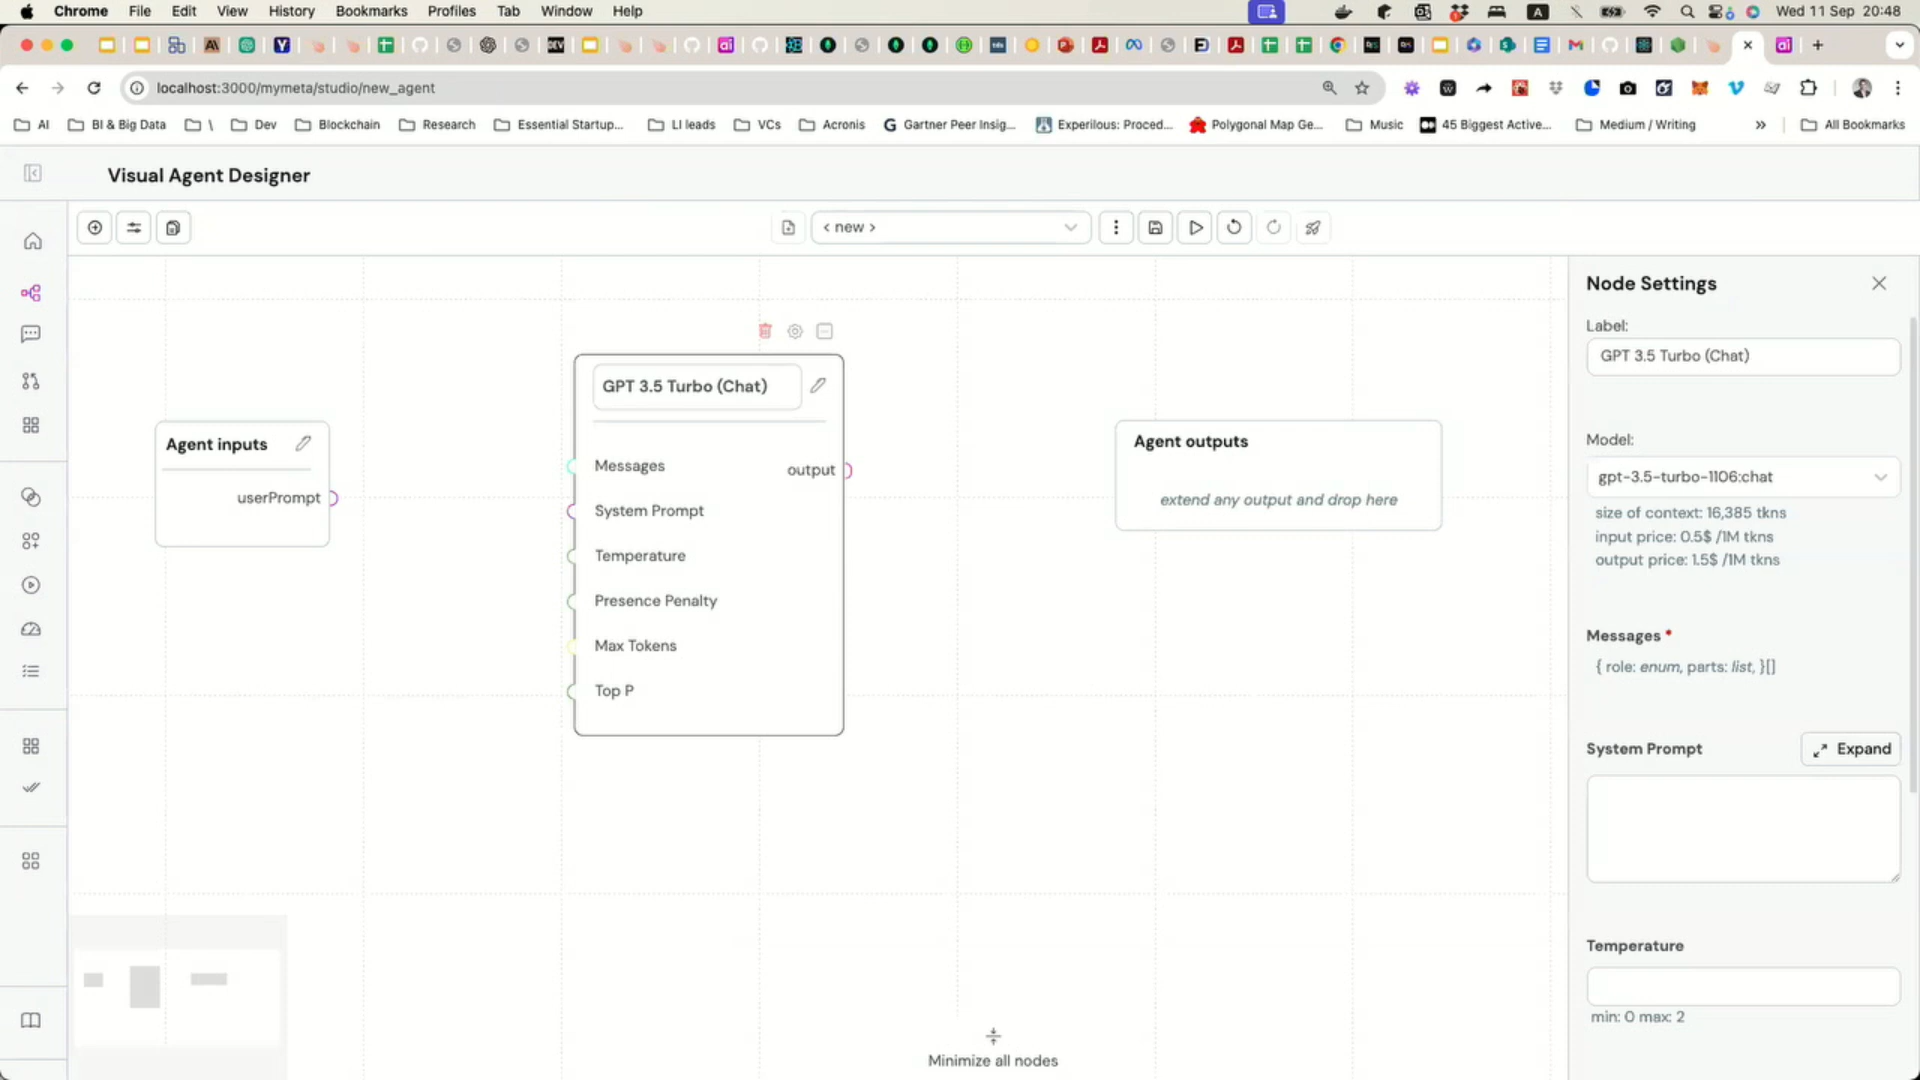 Chrome File Edit View History Bookmarks Profiles Tab Window Help
A
Wed 11 Sep 20:48
localhost:3000/mymeta/studio/new_agent
AI BI & Big Data \ Dev Blockchain Research Essential Startup... LI leads VCs Acronis Gartner Peer Insig... Experilous: Proced... Polygonal Map Ge... Music 45 Biggest Active... Medium / Writing » All Bookmarks
Visual Agent Designer
< new >
Agent inputs
userPrompt
GPT 3.5 Turbo (Chat)
Messages
output
System Prompt
Temperature
Presence Penalty
Max Tokens
Top P
Agent outputs
extend any output and drop here
Minimize all nodes
Node Settings
Label:
GPT 3.5 Turbo (Chat)
Model:
gpt-3.5-turbo-1106:chat
size of context: 16,385 tkns
input price: 0.5$ /1M tkns
output price: 1.5$ /1M tkns
Messages *
{ role: enum, parts: list, }[]
System Prompt
Expand
Temperature
min: 0 max: 2